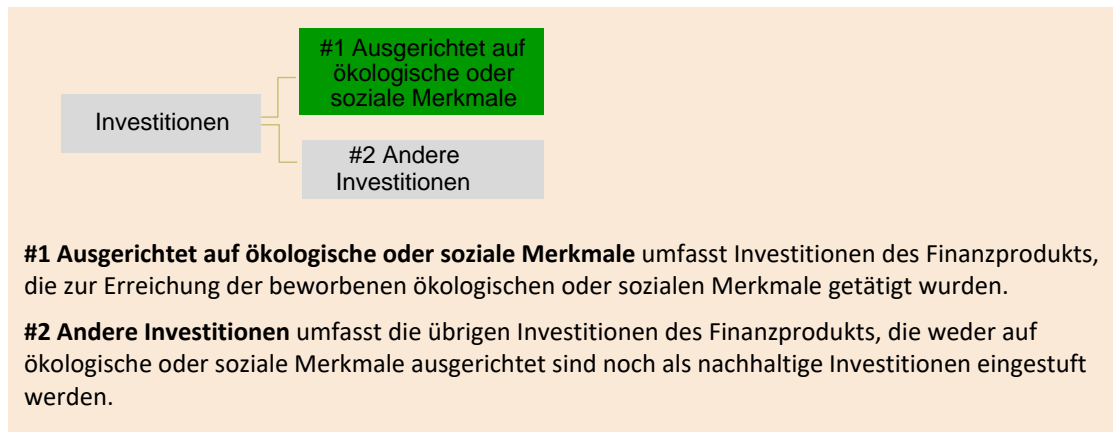 #1 Ausgerichtet auf
ökologische oder
soziale Merkmale
Investitionen
#2 Andere
Investitionen
#1 Ausgerichtet auf ökologische oder soziale Merkmale umfasst Investitionen des Finanzprodukts,
die zur Erreichung der beworbenen ökologischen oder sozialen Merkmale getätigt wurden.
#2 Andere Investitionen umfasst die übrigen Investitionen des Finanzprodukts, die weder auf
ökologische oder soziale Merkmale ausgerichtet sind noch als nachhaltige Investitionen eingestuft
werden.